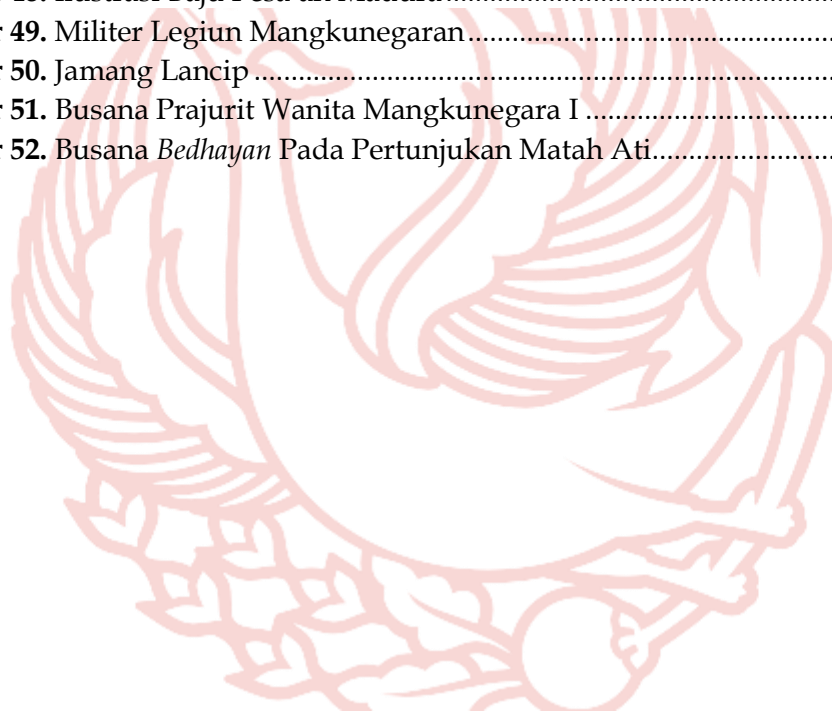 r 49. Militer Legiun Mangkunegaran
r 50. Jamang Lancip
r 51. Busana Prajurit Wanita Mangkunegara I
r 52. Busana Bedhayan Pada Pertunjukan Matah Ati